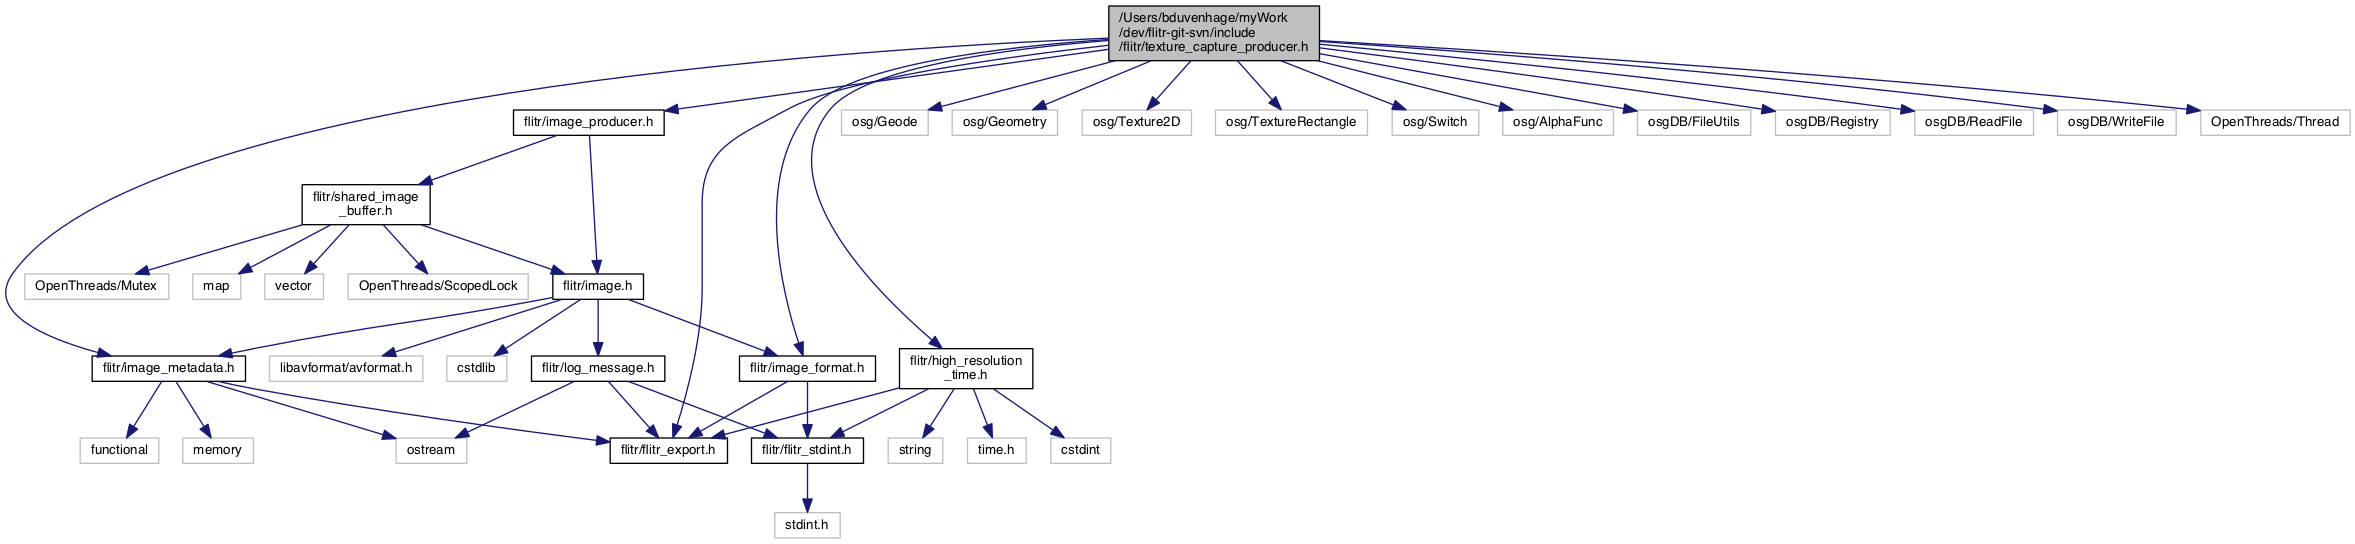 /Users/bduvenhage/myWork
/dev/flitr-git-svn/include
/flitr/texture_capture_producer.h
flitr/image_producer.h
osg/Geode
osg/Geometry
osg/Texture2D
osg/TextureRectangle
osg/Switch
osg/AlphaFunc
osgDB/FileUtils
osgDB/Registry
osgDB/ReadFile
osgDB/WriteFile
OpenThreads/Thread
flitr/shared_image
_buffer.h
OpenThreads/Mutex
map
vector
OpenThreads/ScopedLock
flitr/image.h
flitr/image_metadata.h
libavformat/avformat.h
cstdlib
flitr/log_message.h
flitr/image_format.h
flitr/high_resolution
_time.h
functional
memory
ostream
flitr/flitr_export.h
flitr/flitr_stdint.h
string
time.h
cstdint
stdint.h